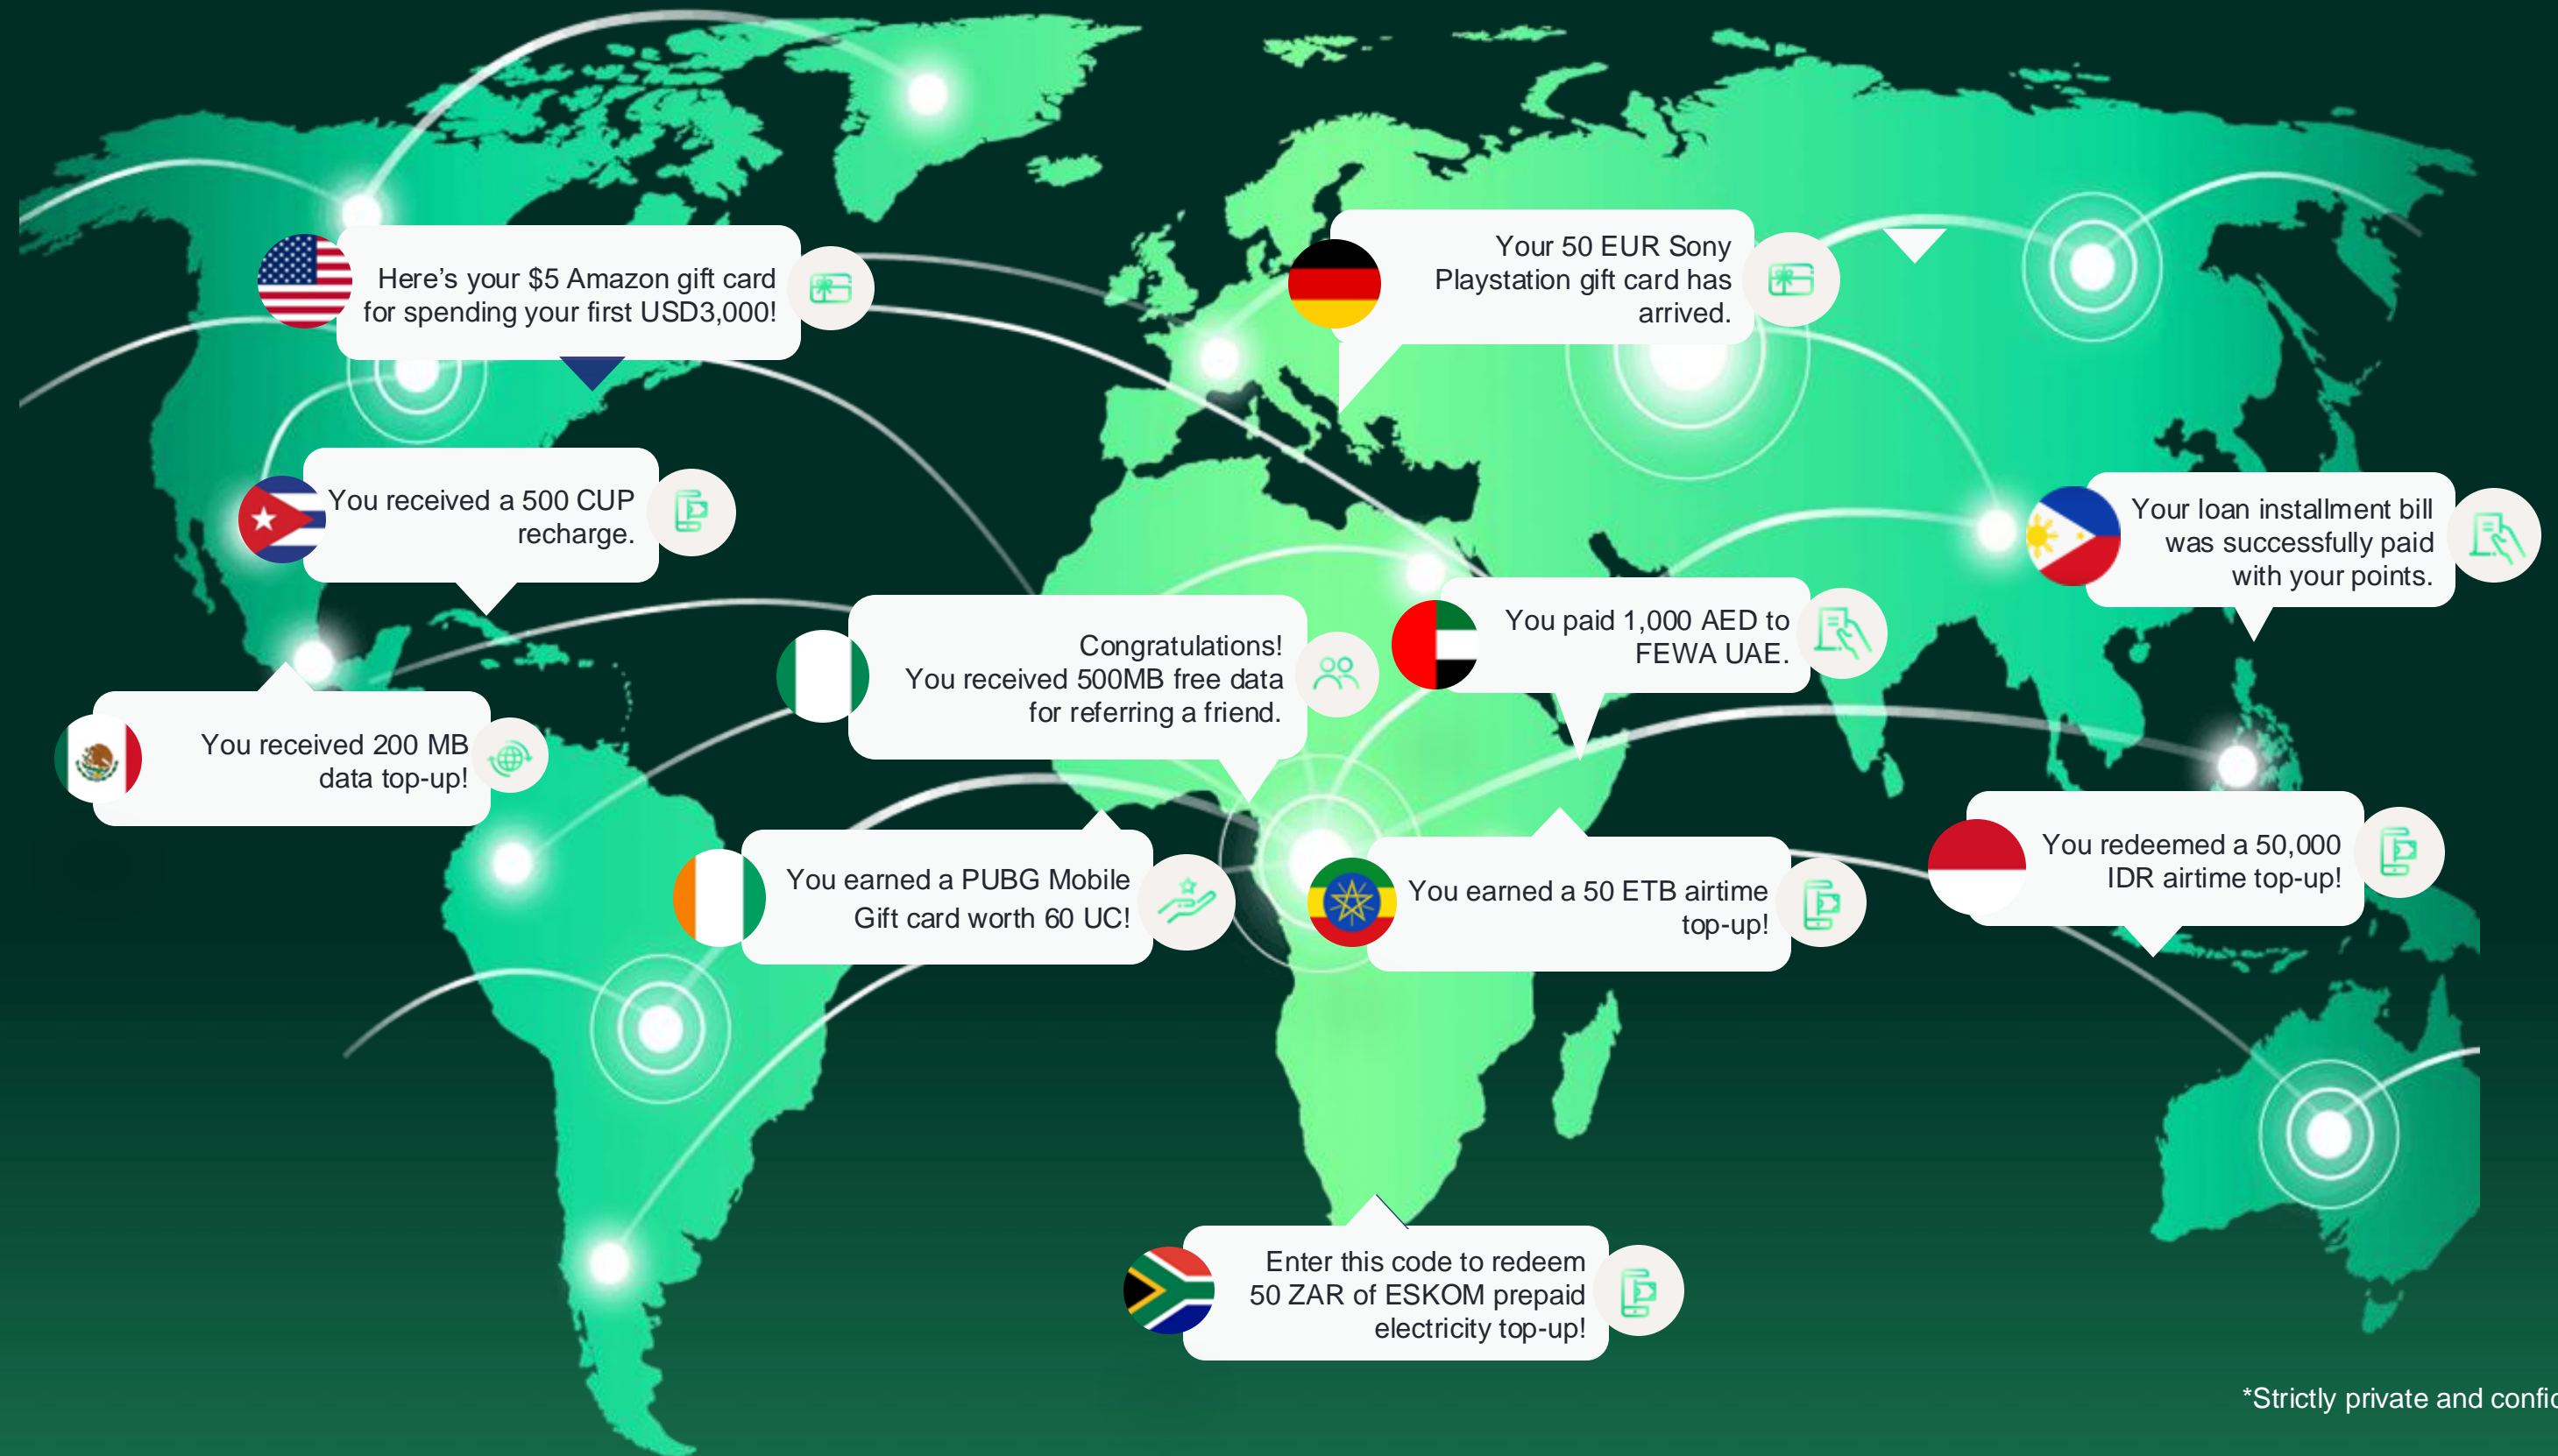 Here’s your $5 Amazon gift card
for spending your first USD3,000!
Your 50 EUR Sony
Playstation gift card has
arrived.
You received a 500 CUP
recharge.
Your loan installment bill
was successfully paid
with your points.
Congratulations!
You received 500MB free data
for referring a friend.
You paid 1,000 AED to
FEWA UAE.
You received 200 MB
data top-up!
You earned a PUBG Mobile
Gift card worth 60 UC!
You earned a 50 ETB airtime
top-up!
You redeemed a 50,000
IDR airtime top-up!
Enter this code to redeem
50 ZAR of ESKOM prepaid
electricity top-up!
*Strictly private and